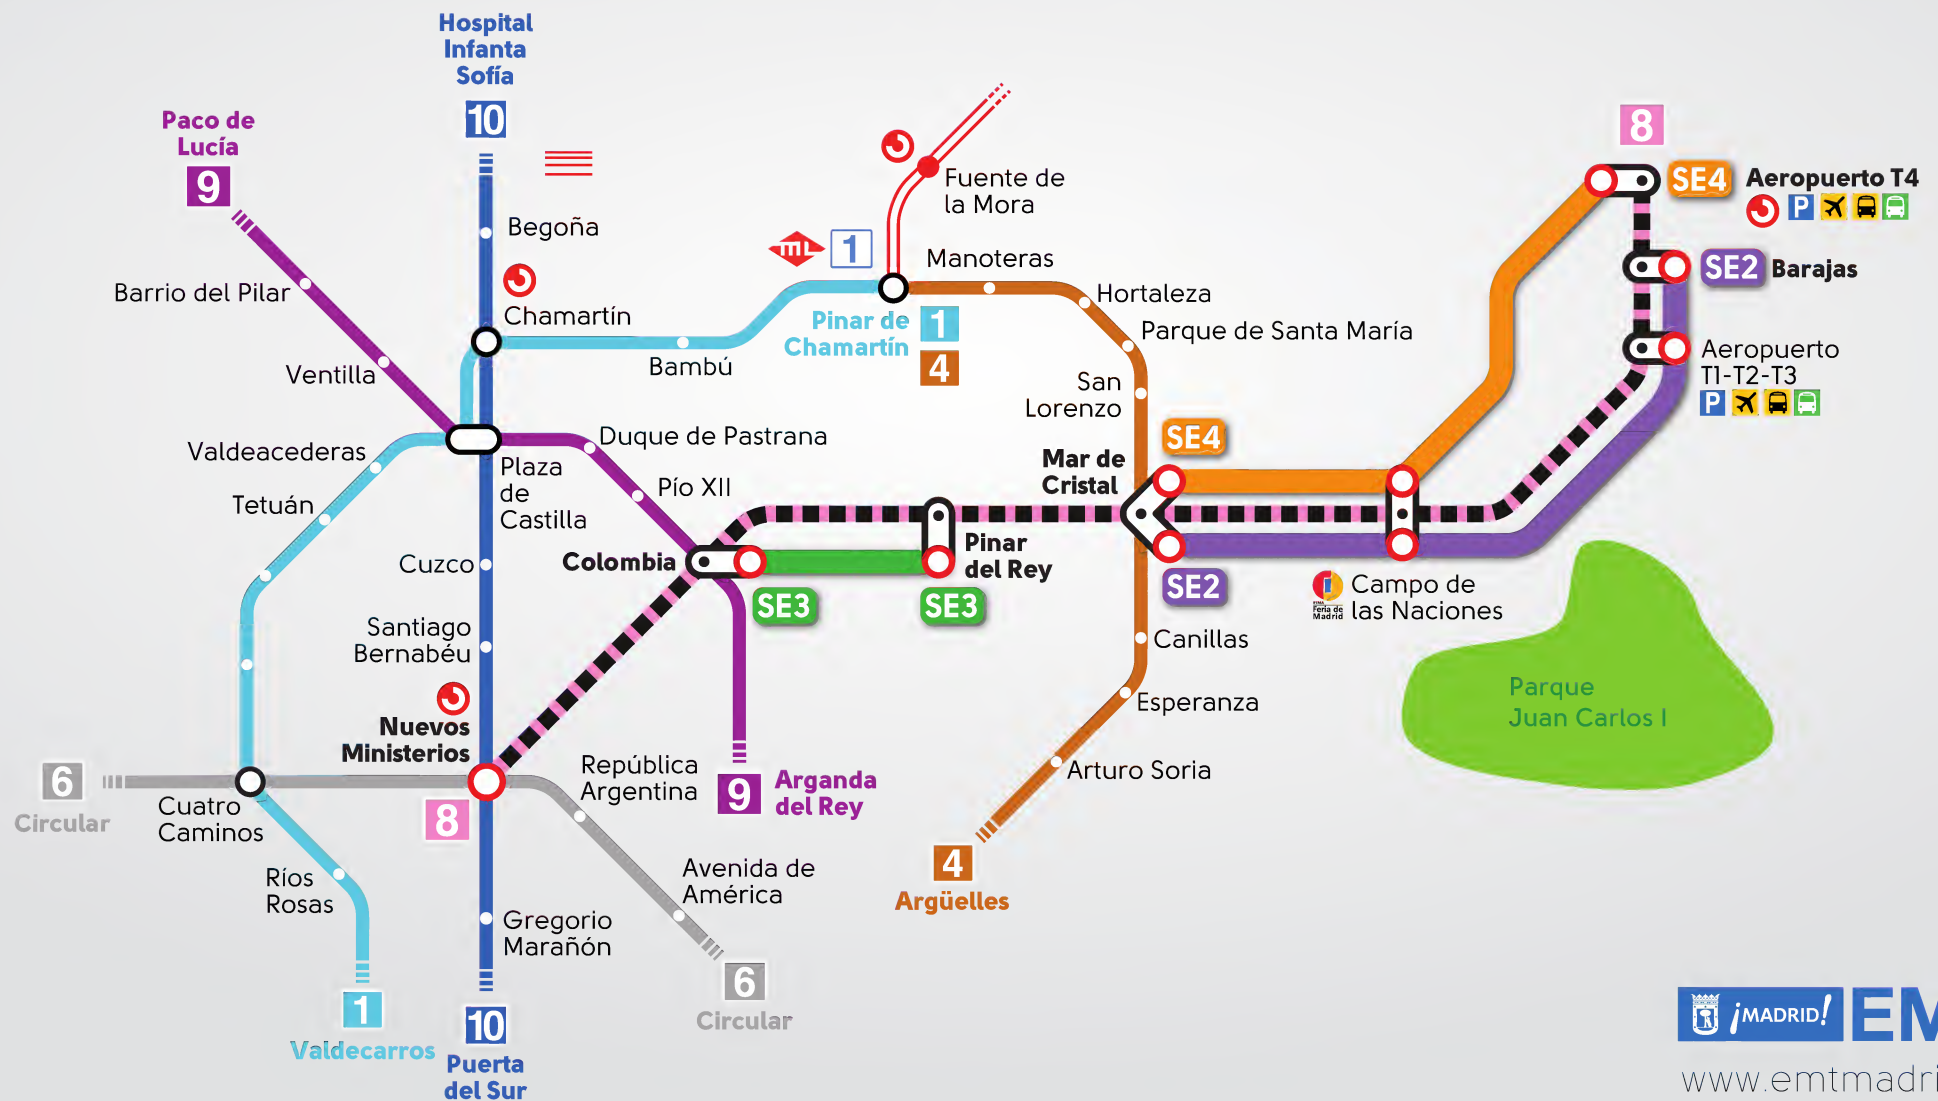 Hospital
Infanta
Sofía
10
Paco de
Lucía
9
8
SE4
Aeropuerto T4
P
Begoña
Fuente de
la Mora
ML
1
Manoteras
SE2
Barajas
Barrio del Pilar
Chamartín
Pinar de
Chamartín
1
4
Hortaleza
Parque de Santa María
Aeropuerto
T1-T2-T3
P
Ventilla
Bambú
San
Lorenzo
Valdeacederas
Duque de Pastrana
SE4
Plaza
de
Castilla
Mar de
Cristal
Tetuán
Pío XII
Cuzco
Colombia
Pinar
del Rey
SE3
SE3
SE2
Feria de
Madrid
Campo de
las Naciones
Santiago
Bernabéu
Canillas
Parque
Juan Carlos I
Nuevos
Ministerios
Esperanza
6
Circular
Cuatro
Caminos
8
República
Argentina
9
Arganda
del Rey
Arturo Soria
4
Argüelles
Ríos
Rosas
Avenida de
América
Gregorio
Marañón
6
Circular
1
Valdecarros
10
Puerta
del Sur
¡MADRID!
EM
www.emtmadri